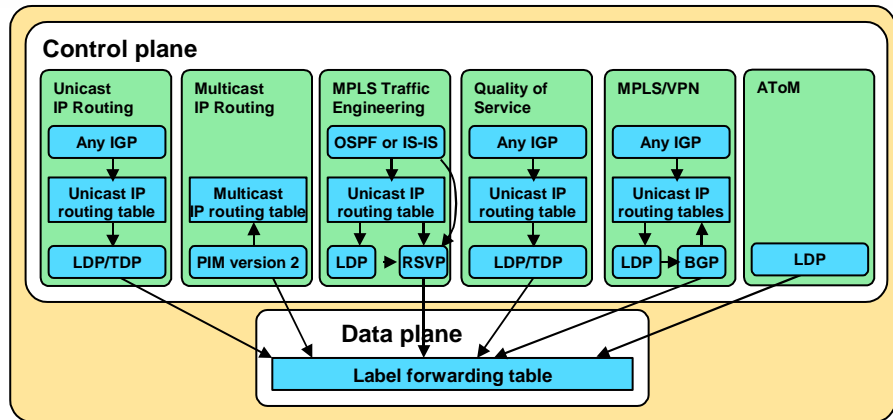 Control plane
Unicast
IP Routing
Any IGP
Unicast IP
routing table
LDP/TDP
Multicast
IP Routing
Multicast
IP routing table
PIM version 2
MPLS Traffic
Engineering
OSPF or IS-IS
Unicast IP
routing table
LDP
RSVP
Quality of
Service
Any IGP
Unicast IP
routing table
LDP/TDP
MPLS/VPN
Any IGP
Unicast IP
routing tables
LDP
BGP
AToM
LDP
Data plane
Label forwarding table